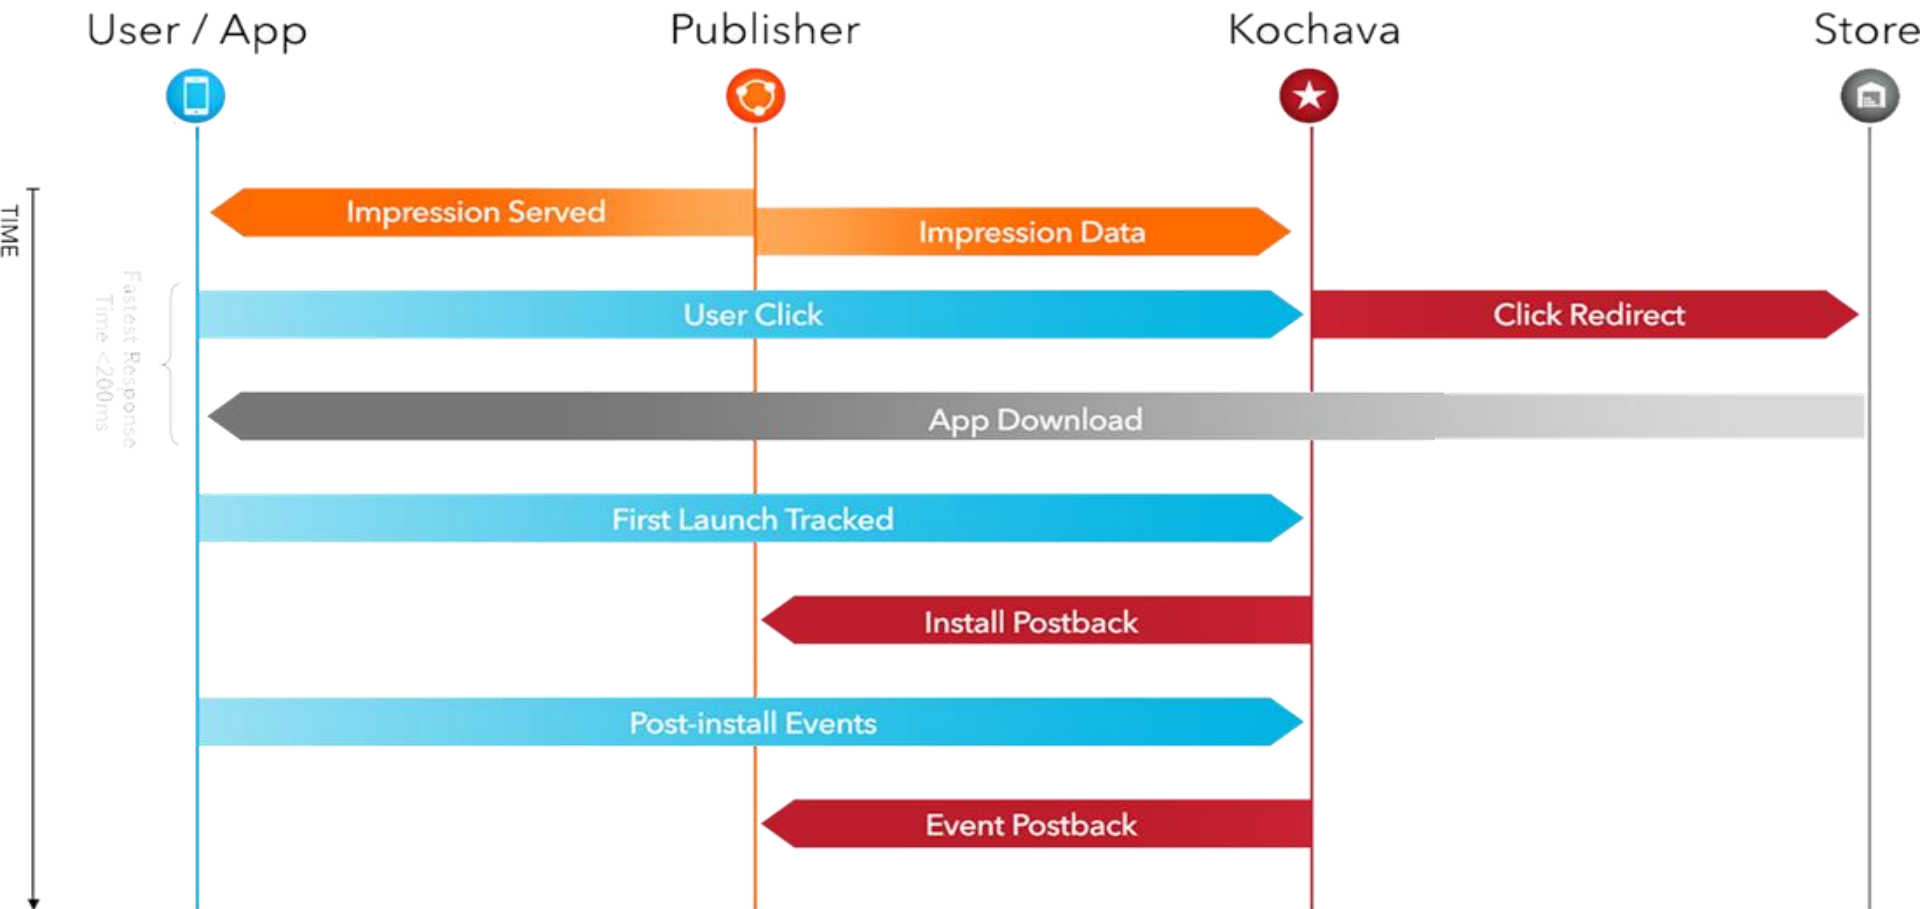 User / App
Publisher
Kochava
Store
TIME
Impression Served
Impression Data
Fastest Response
Time <200ms
User Click
Click Redirect
App Download
First Launch Tracked
Install Postback
Post-install Events
Event Postback